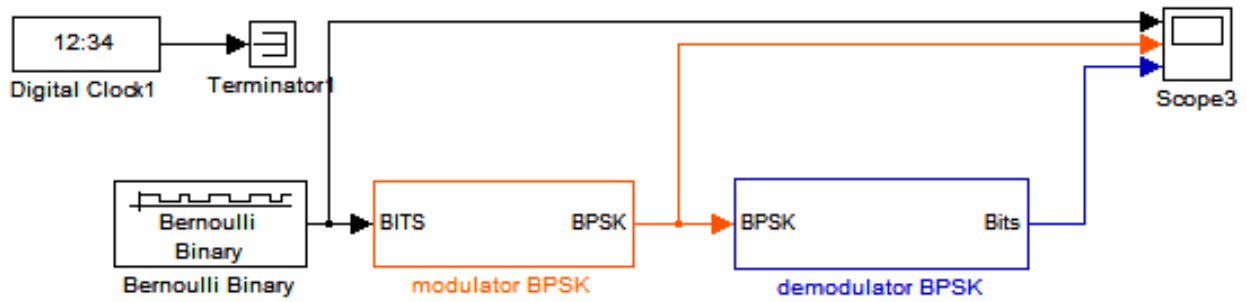 12:34
Digital Clock1
Terminator1
Scope3
Bernoulli
Binary
Bernoulli Binary
BITS
BPSK
modulator BPSK
BPSK
Bits
demodulator BPSK